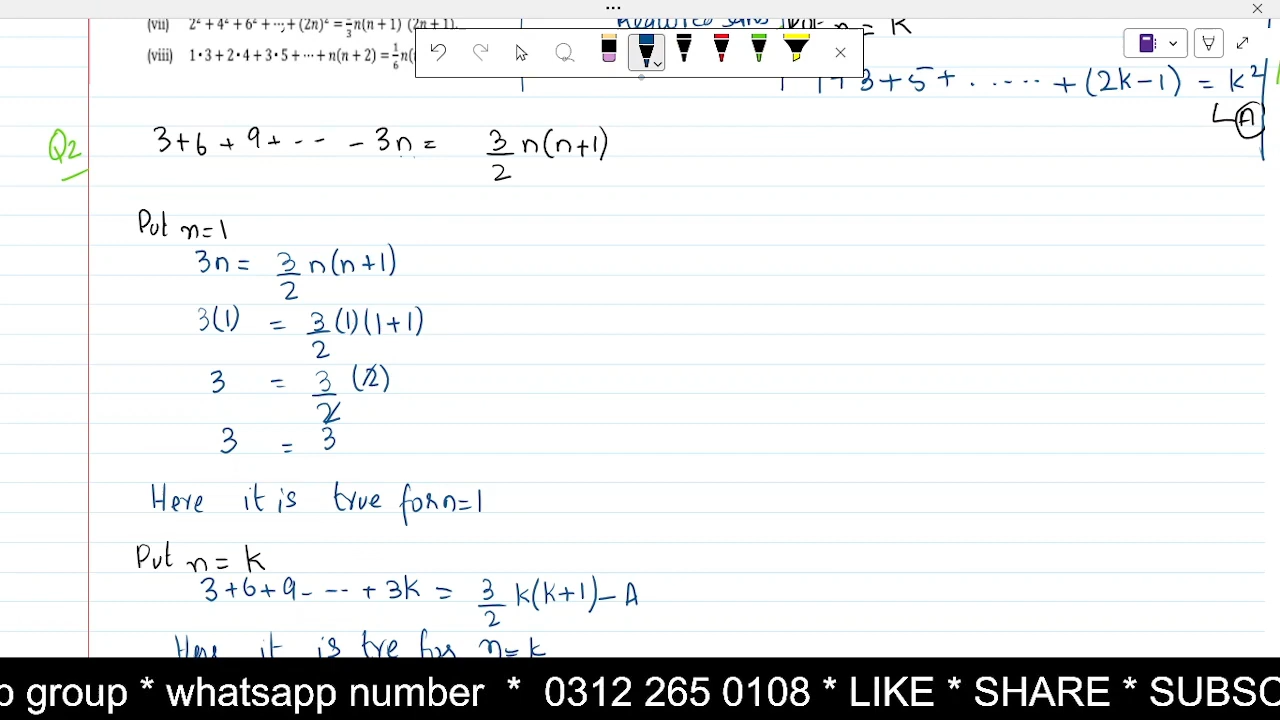 (vii) 2² + 4² + 6² + ⋯ + (2n)² = ⅔n(n + 1) (2n + 1).
(viii) 1•3 + 2•4 + 3•5 + ⋯ + n(n + 2) = 1/6 n(
n = K
1+3+5+ ...... + (2k-1) = k²
A
Q2
3+6+9+-- -- - 3n = 3/2 n(n+1)
Put n=1
3n = 3/2 n(n+1)
3(1) = 3/2 (1)(1+1)
3 = 3/2 (2)
3 = 3
Here it is true for n=1
Put n= K
3+6+9- -- -- + 3K = 3/2 K(K+1) - A
Here it is tre for n=k
p group * whatsapp number * 0312 265 0108 * LIKE * SHARE * SUBSC